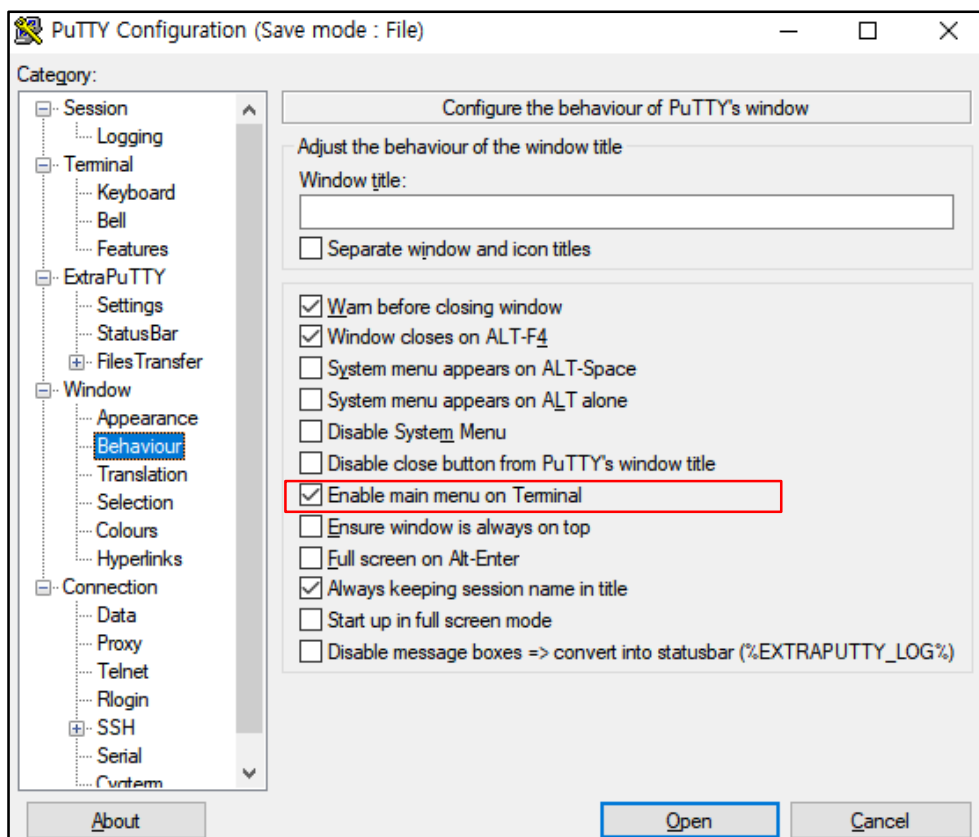 PuTTY Configuration (Save mode : File)
Category:
Session
Logging
Terminal
Keyboard
Bell
Features
ExtraPuTTY
Settings
StatusBar
FilesTransfer
Window
Appearance
Behaviour
Translation
Selection
Colours
Hyperlinks
Connection
Data
Proxy
Telnet
Rlogin
SSH
Serial
Cygterm
Configure the behaviour of PuTTY's window
Adjust the behaviour of the window title
Window title:
Separate window and icon titles
Warn before closing window
Window closes on ALT-F4
System menu appears on ALT-Space
System menu appears on ALT alone
Disable System Menu
Disable close button from PuTTY's window title
Enable main menu on Terminal
Ensure window is always on top
Full screen on Alt-Enter
Always keeping session name in title
Start up in full screen mode
Disable message boxes => convert into statusbar (%EXTRAPUTTY_LOG%)
About
Open
Cancel